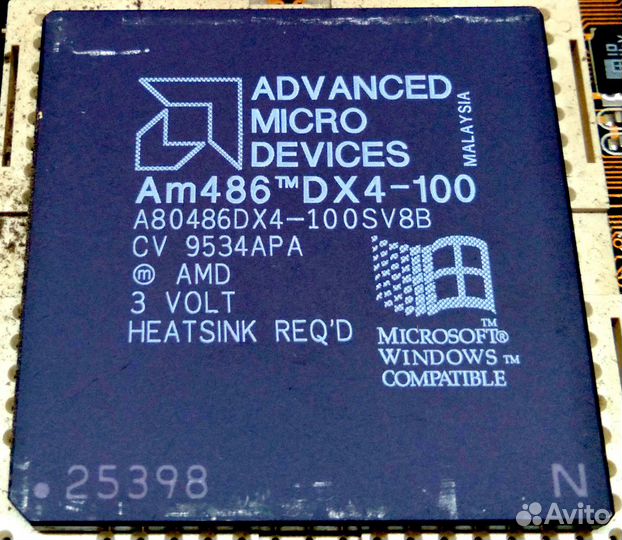 ADVANCED
MICRO
DEVICES
MALAYSIA
Am486™DX4-100
A80486DX4-100SV8B
CV 9534APA
ⓜ AMD
3 VOLT
HEATSINK REQ'D
™
MICROSOFT®
WINDOWS™
COMPATIBLE
25398
N
Avito